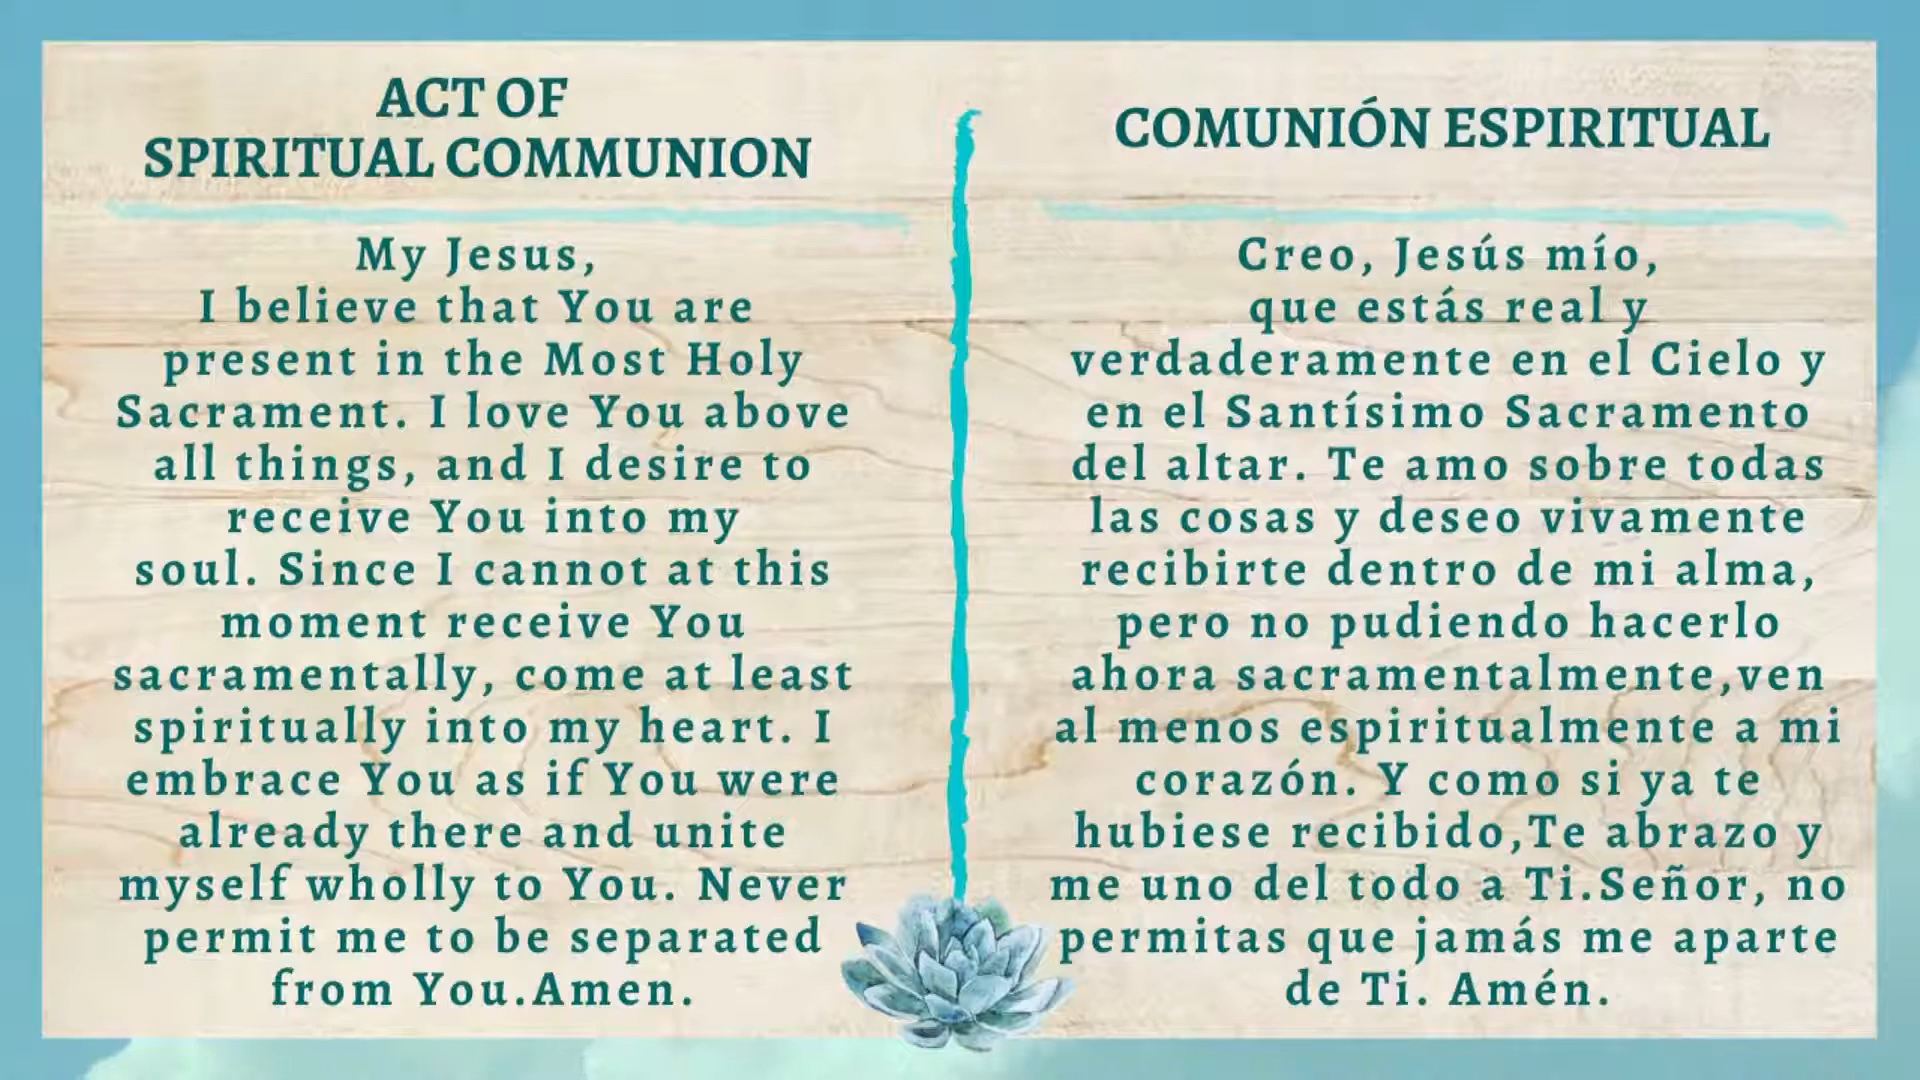 ACT OF
SPIRITUAL COMMUNION
My Jesus,
I believe that You are
present in the Most Holy
Sacrament. I love You above
all things, and I desire to
receive You into my
soul. Since I cannot at this
moment receive You
sacramentally, come at least
spiritually into my heart. I
embrace You as if You were
already there and unite
myself wholly to You. Never
permit me to be separated
from You.Amen.
COMUNIÓN ESPIRITUAL
Creo, Jesús mío,
que estás real y
verdaderamente en el Cielo y
en el Santísimo Sacramento
del altar. Te amo sobre todas
las cosas y deseo vivamente
recibirte dentro de mi alma,
pero no pudiendo hacerlo
ahora sacramentalmente,ven
al menos espiritualmente a mi
corazón. Y como si ya te
hubiese recibido,Te abrazo y
me uno del todo a Ti.Señor, no
permitas que jamás me aparte
de Ti. Amén.